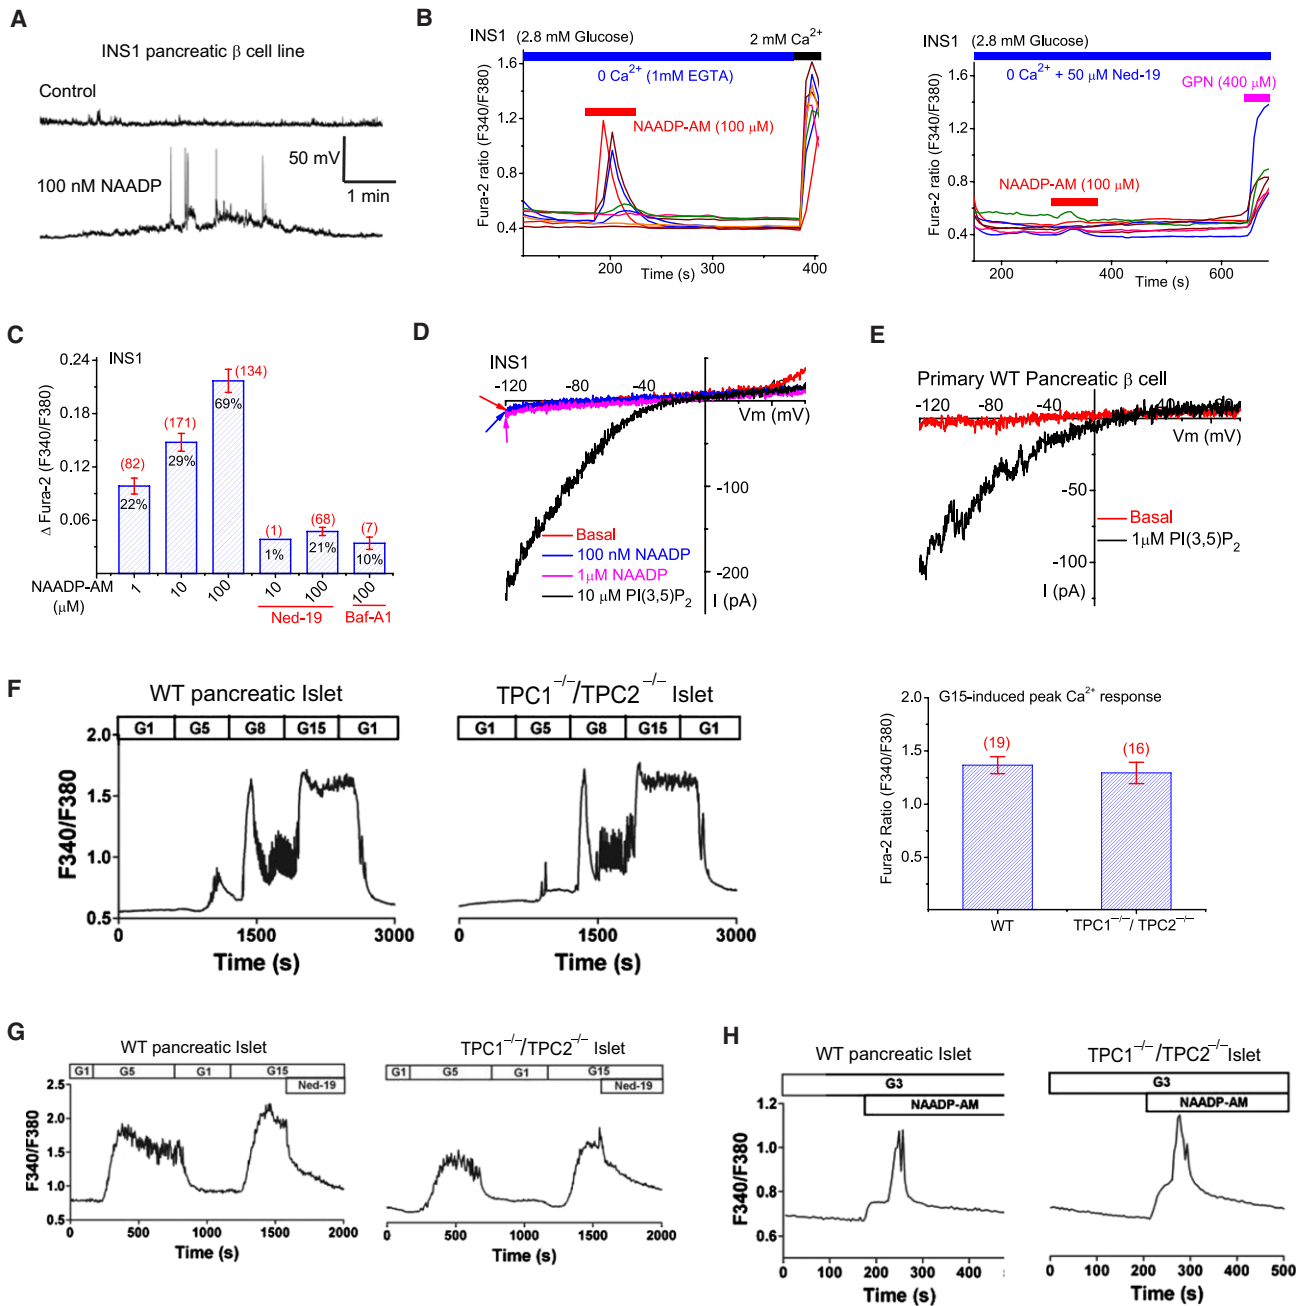 A
INS1 pancreatic β cell line
Control
50 mV
1 min
100 nM NAADP
B
INS1 (2.8 mM Glucose)
2 mM Ca2+
0 Ca2+ (1mM EGTA)
NAADP-AM (100 μM)
Fura-2 ratio (F340/F380)
1.6
1.2
0.8
0.4
200 300 400
Time (s)
INS1 (2.8 mM Glucose)
0 Ca2+ + 50 μM Ned-19
GPN (400 μM)
NAADP-AM (100 μM)
Fura-2 ratio (F340/F380)
1.6
1.2
0.8
0.4
200 300 400 600
Time (s)
C
INS1
Δ Fura-2 (F340/F380)
0.24
0.18
0.12
0.06
(82) (171) (134) (1) (68) (7)
22% 29% 69% 1% 21% 10%
NAADP-AM (μM)
1 10 100 10 100 100
Ned-19 Baf-A1
D
INS1
-120 -80 -40
Vm (mV)
-100
-200
I (pA)
Basal
100 nM NAADP
1μM NAADP
10 μM PI(3,5)P2
E
Primary WT Pancreatic β cell
-120 -80 -40
Vm (mV)
-50
-100
I (pA)
Basal
1μM PI(3,5)P2
F
WT pancreatic Islet
G1 G5 G8 G15 G1
F340/F380
2.0
1.5
1.0
0.5
0 1500 3000
Time (s)
TPC1−/−/TPC2−/− Islet
G1 G5 G8 G15 G1
0 1500 3000
Time (s)
G15-induced peak Ca2+ response
Fura-2 Ratio (F340/F380)
2.0
1.5
1.0
0.5
(19) (16)
WT TPC1−/−/ TPC2−/−
G
WT pancreatic Islet
G1 G5 G1 G15
Ned-19
F340/F380
2.5
2.0
1.5
1.0
0.5
0 500 1000 1500 2000
Time (s)
TPC1−/−/TPC2−/− Islet
G1 G5 G1 G15
Ned-19
0 500 1000 1500 2000
Time (s)
H
WT pancreatic Islet
G3
NAADP-AM
F340/F380
1.2
1.0
0.8
0.6
0 100 200 300 400
Time (s)
TPC1−/−/TPC2−/− Islet
G3
NAADP-AM
0 100 200 300 400 500
Time (s)